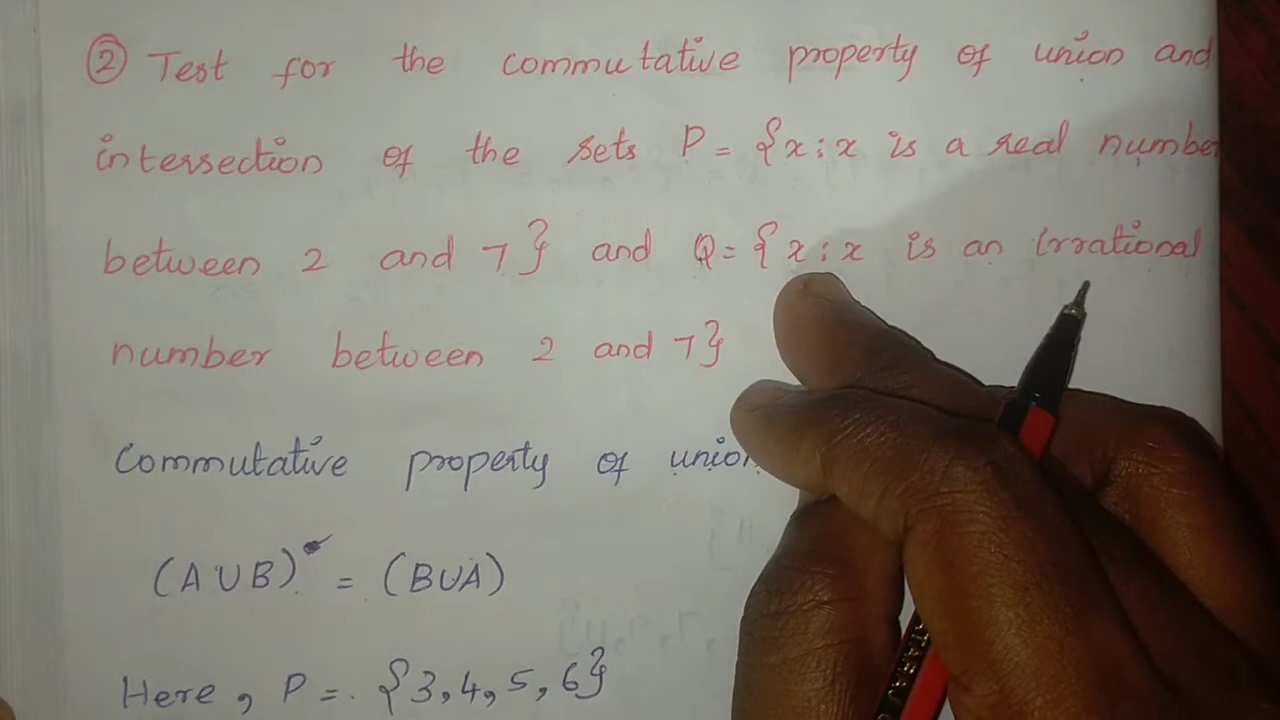 ② Test for the commutative property of union and
intersection of the sets P = {x : x is a real number
between 2 and 7} and Q = {x : x is an irrational
number between 2 and 7}
Commutative property of union
(A U B) = (B U A)
Here, P = {3, 4, 5, 6}